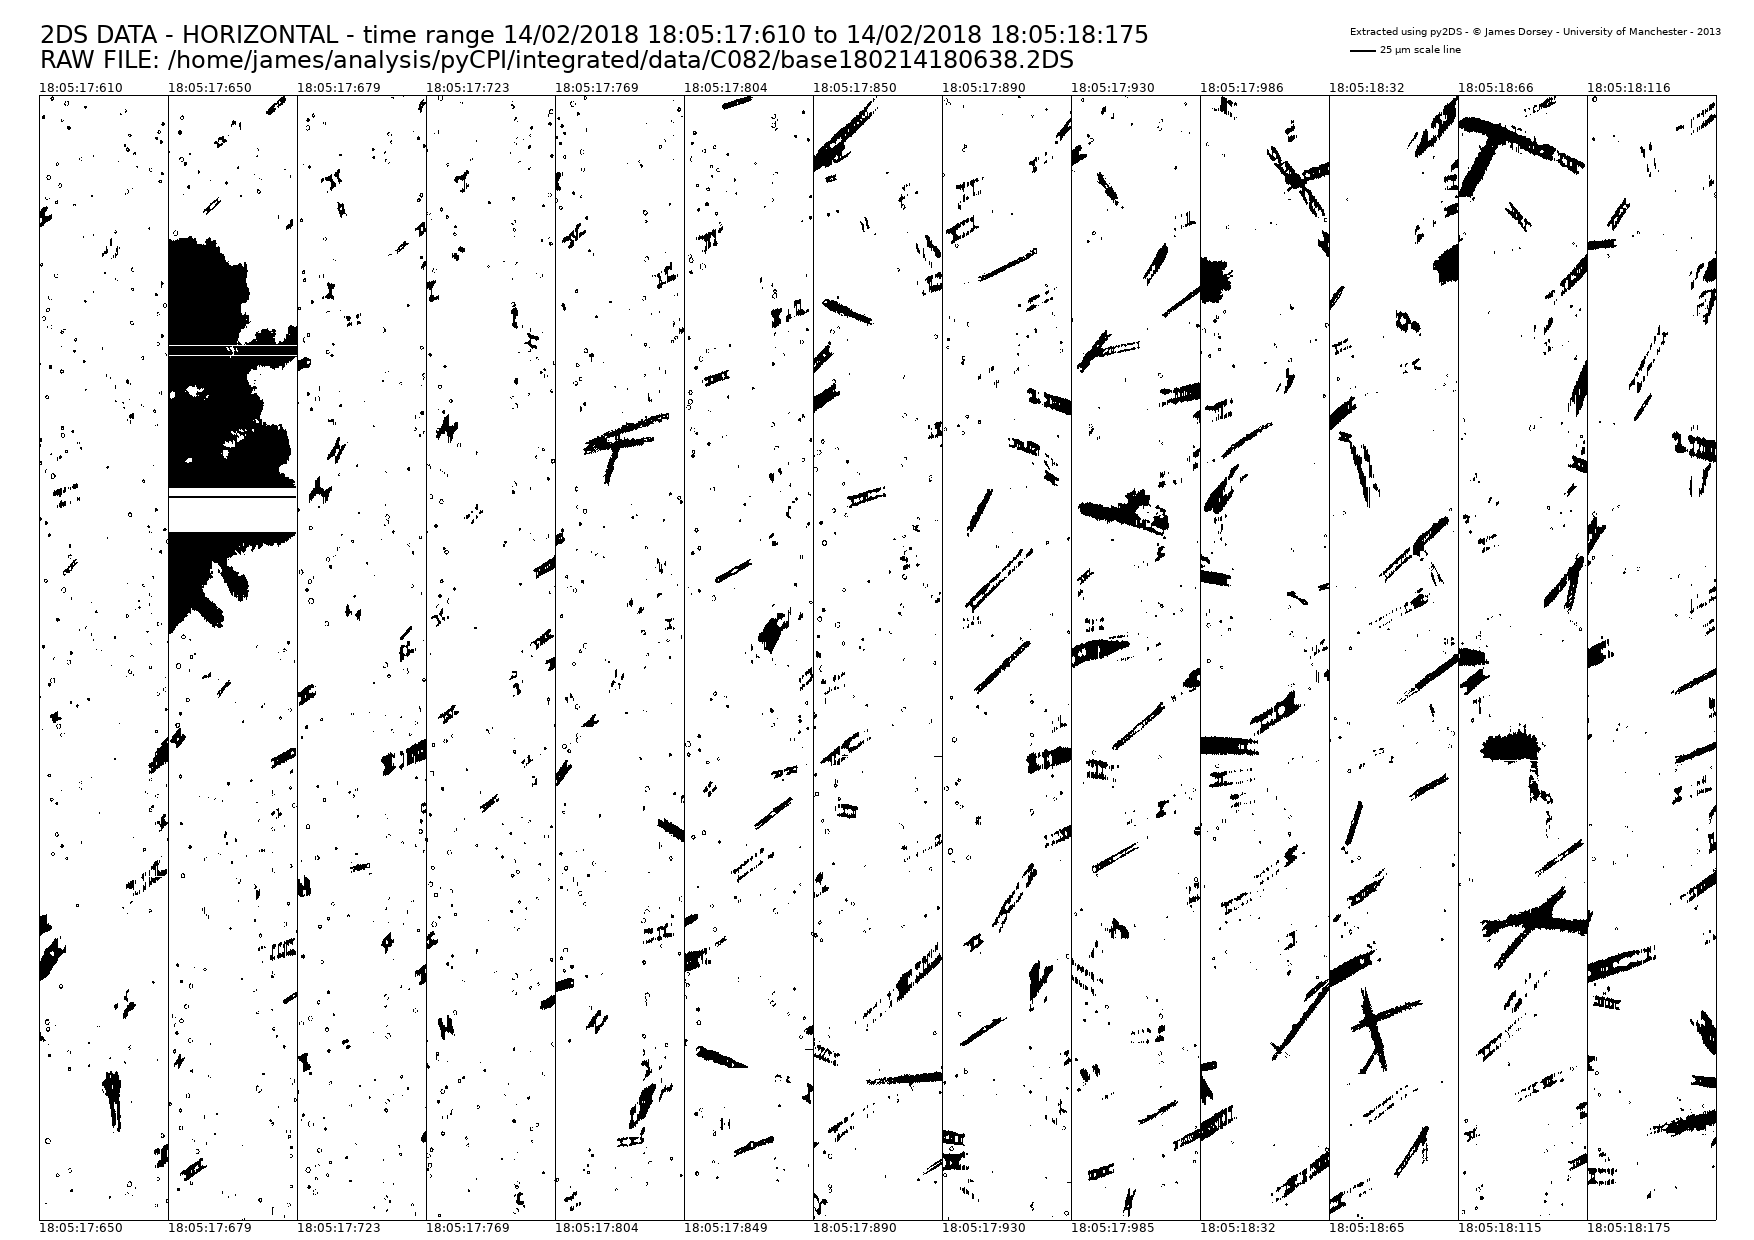 2DS DATA - HORIZONTAL - time range 14/02/2018 18:05:17:610 to 14/02/2018 18:05:18:175
RAW FILE: /home/james/analysis/pyCPI/integrated/data/C082/base180214180638.2DS
Extracted using py2DS - © James Dorsey - University of Manchester - 2013
25 µm scale line
18:05:17:610 18:05:17:650 18:05:17:679 18:05:17:723 18:05:17:769 18:05:17:804 18:05:17:850 18:05:17:890 18:05:17:930 18:05:17:986 18:05:18:32 18:05:18:66 18:05:18:116
18:05:17:650 18:05:17:679 18:05:17:723 18:05:17:769 18:05:17:804 18:05:17:849 18:05:17:890 18:05:17:930 18:05:17:985 18:05:18:32 18:05:18:65 18:05:18:115 18:05:18:175